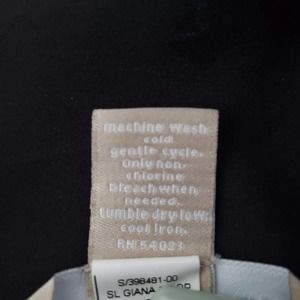 machine wash
cold
gentle cycle.
Only non-
chlorine
bleach when
needed.
tumble dry low.
cool iron.
RN 54023
S/398481-00
SL GIANA